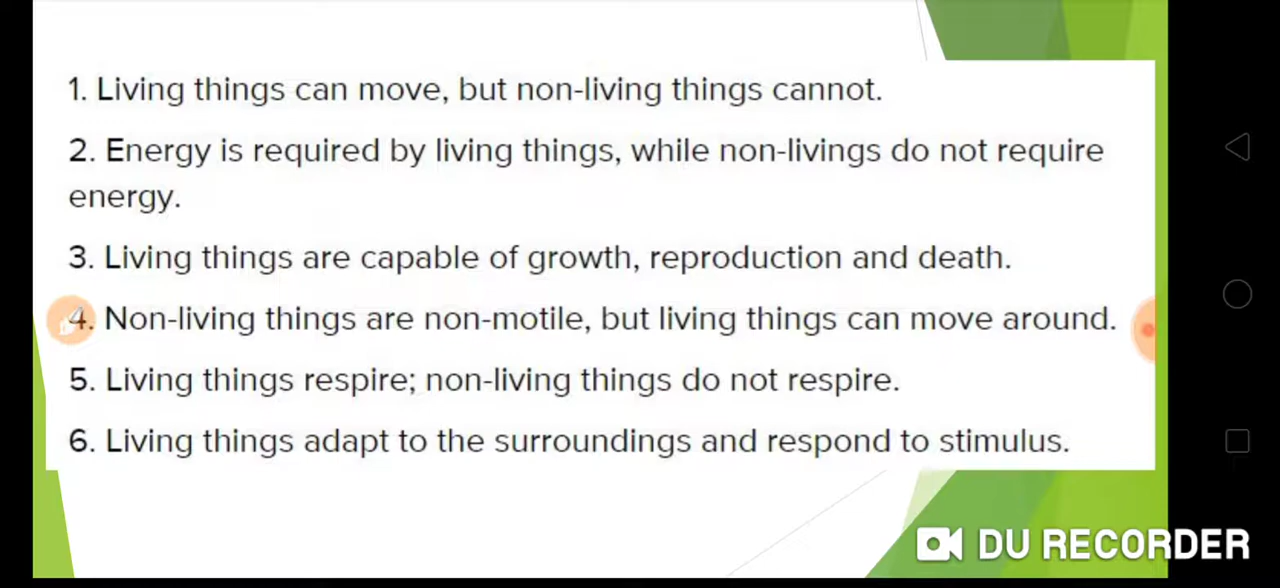 1. Living things can move, but non-living things cannot.
2. Energy is required by living things, while non-livings do not require
energy.
3. Living things are capable of growth, reproduction and death.
4. Non-living things are non-motile, but living things can move around.
5. Living things respire; non-living things do not respire.
6. Living things adapt to the surroundings and respond to stimulus.
DU RECORDER